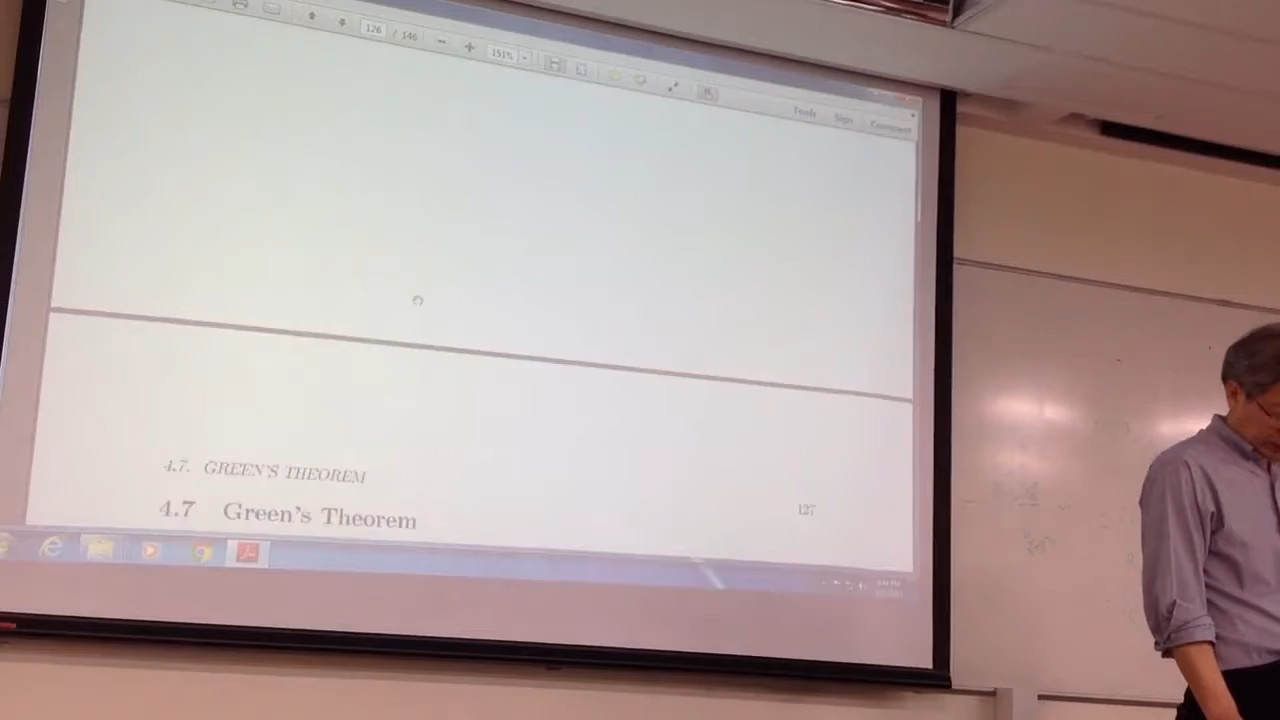 126 / 146
151%
Tools
Sign
Comment
4.7. GREEN'S THEOREM
127
4.7 Green's Theorem